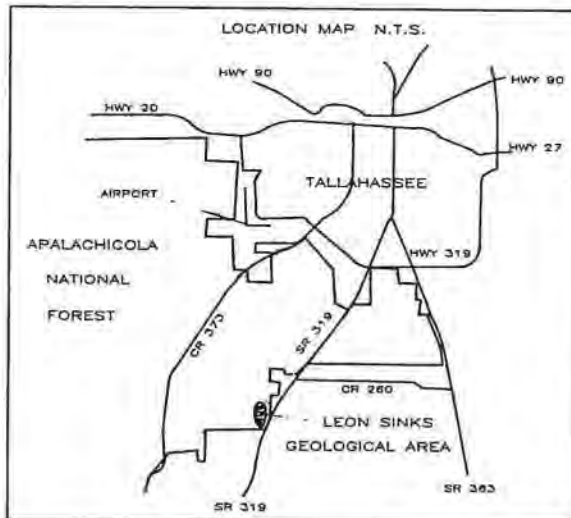 LOCATION MAP N.T.S.
HWY 90
HWY 90
HWY 20
HWY 27
TALLAHASSEE
AIRPORT
APALACHICOLA
NATIONAL
FOREST
HWY 319
CR 373
SR 319
CR 260
LEON SINKS
GEOLOGICAL AREA
SR 363
SR 319